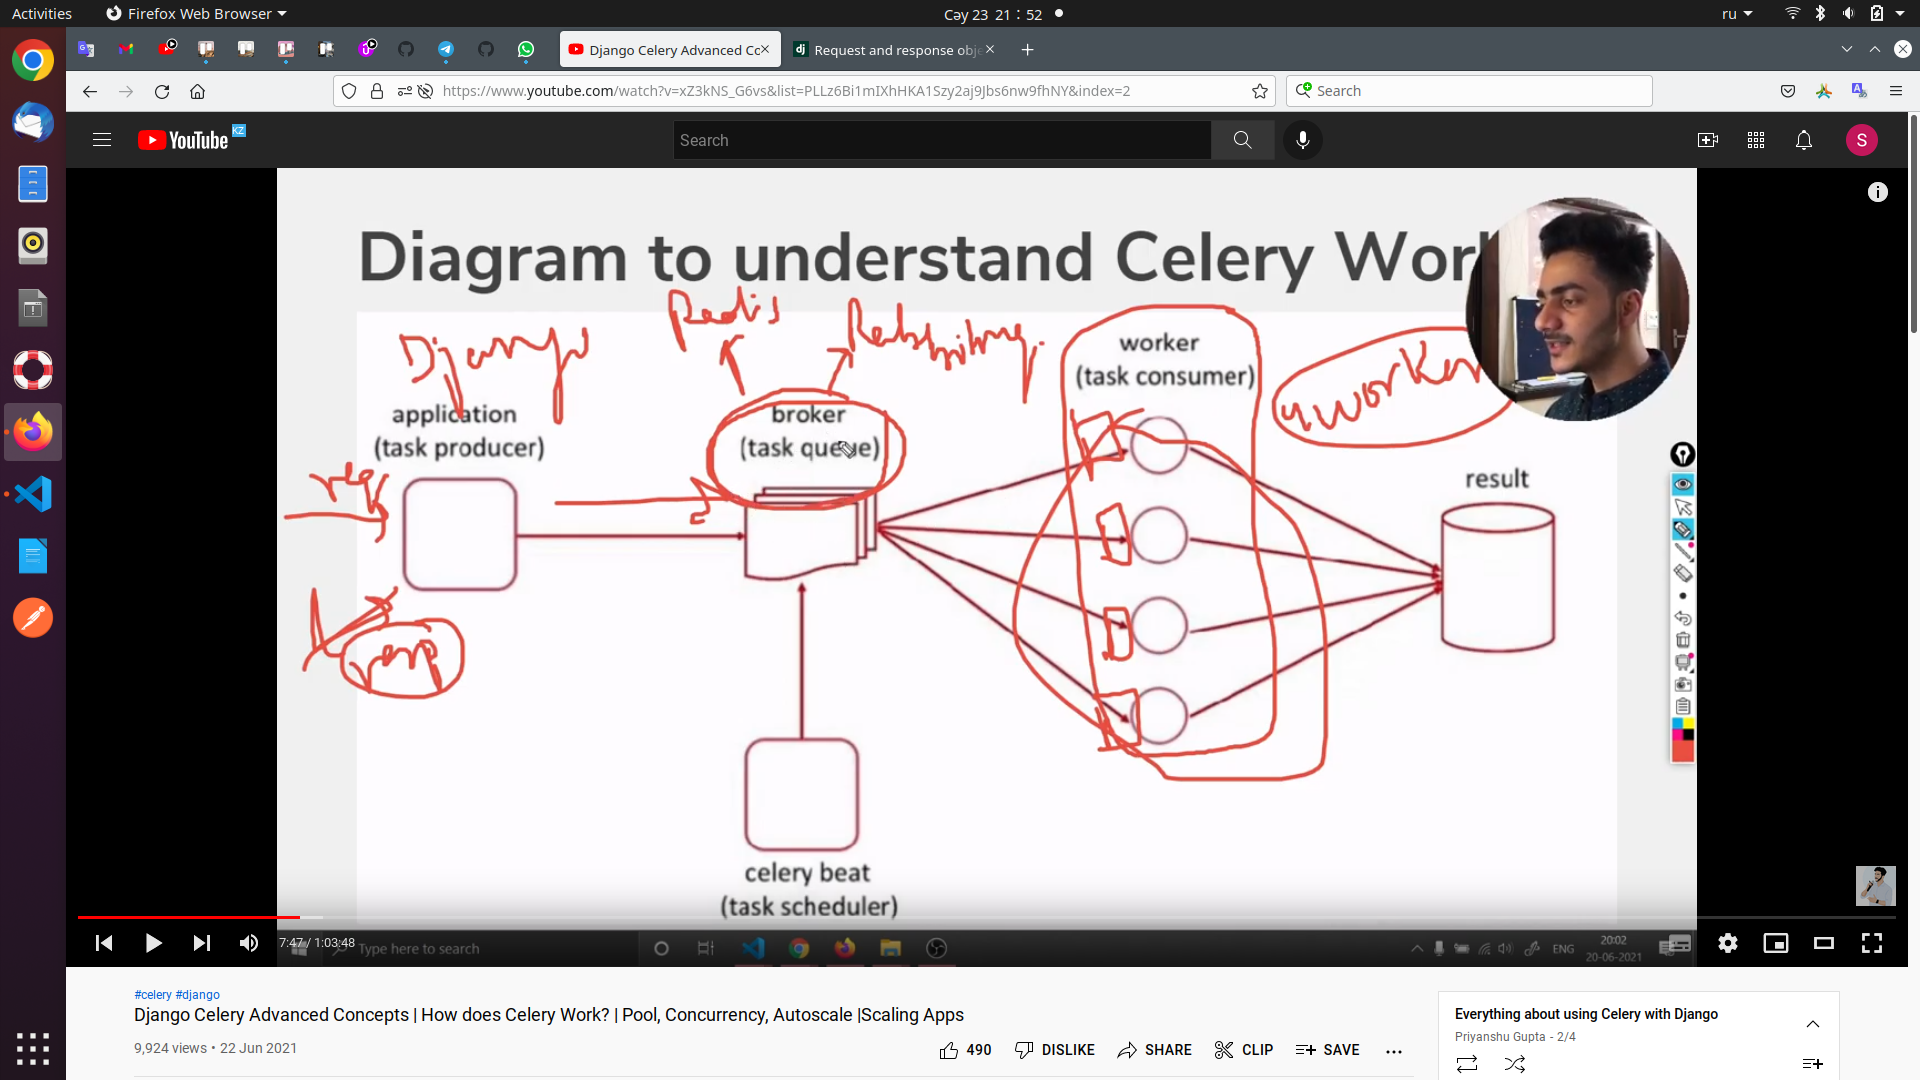 Activities
Firefox Web Browser
Сәу 23 21 : 52
ru
Django Celery Advanced Co
Request and response obje
https://www.youtube.com/watch?v=xZ3kNS_G6vs&list=PLLz6Bi1mIXhHKA1Szy2aj9Jbs6nw9fhNY&index=2
Search
YouTube
KZ
Search
S
Diagram to understand Celery Wor
Redis
Django
worker
(task consumer)
4 worker
application
(task producer)
broker
(task queue)
req
result
celery beat
(task scheduler)
7:47 / 1:03:48
Type here to search
ENG
20:02
20-06-2021
#celery #django
Django Celery Advanced Concepts | How does Celery Work? | Pool, Concurrency, Autoscale |Scaling Apps
9,924 views • 22 Jun 2021
490
DISLIKE
SHARE
CLIP
SAVE
Everything about using Celery with Django
Priyanshu Gupta - 2/4